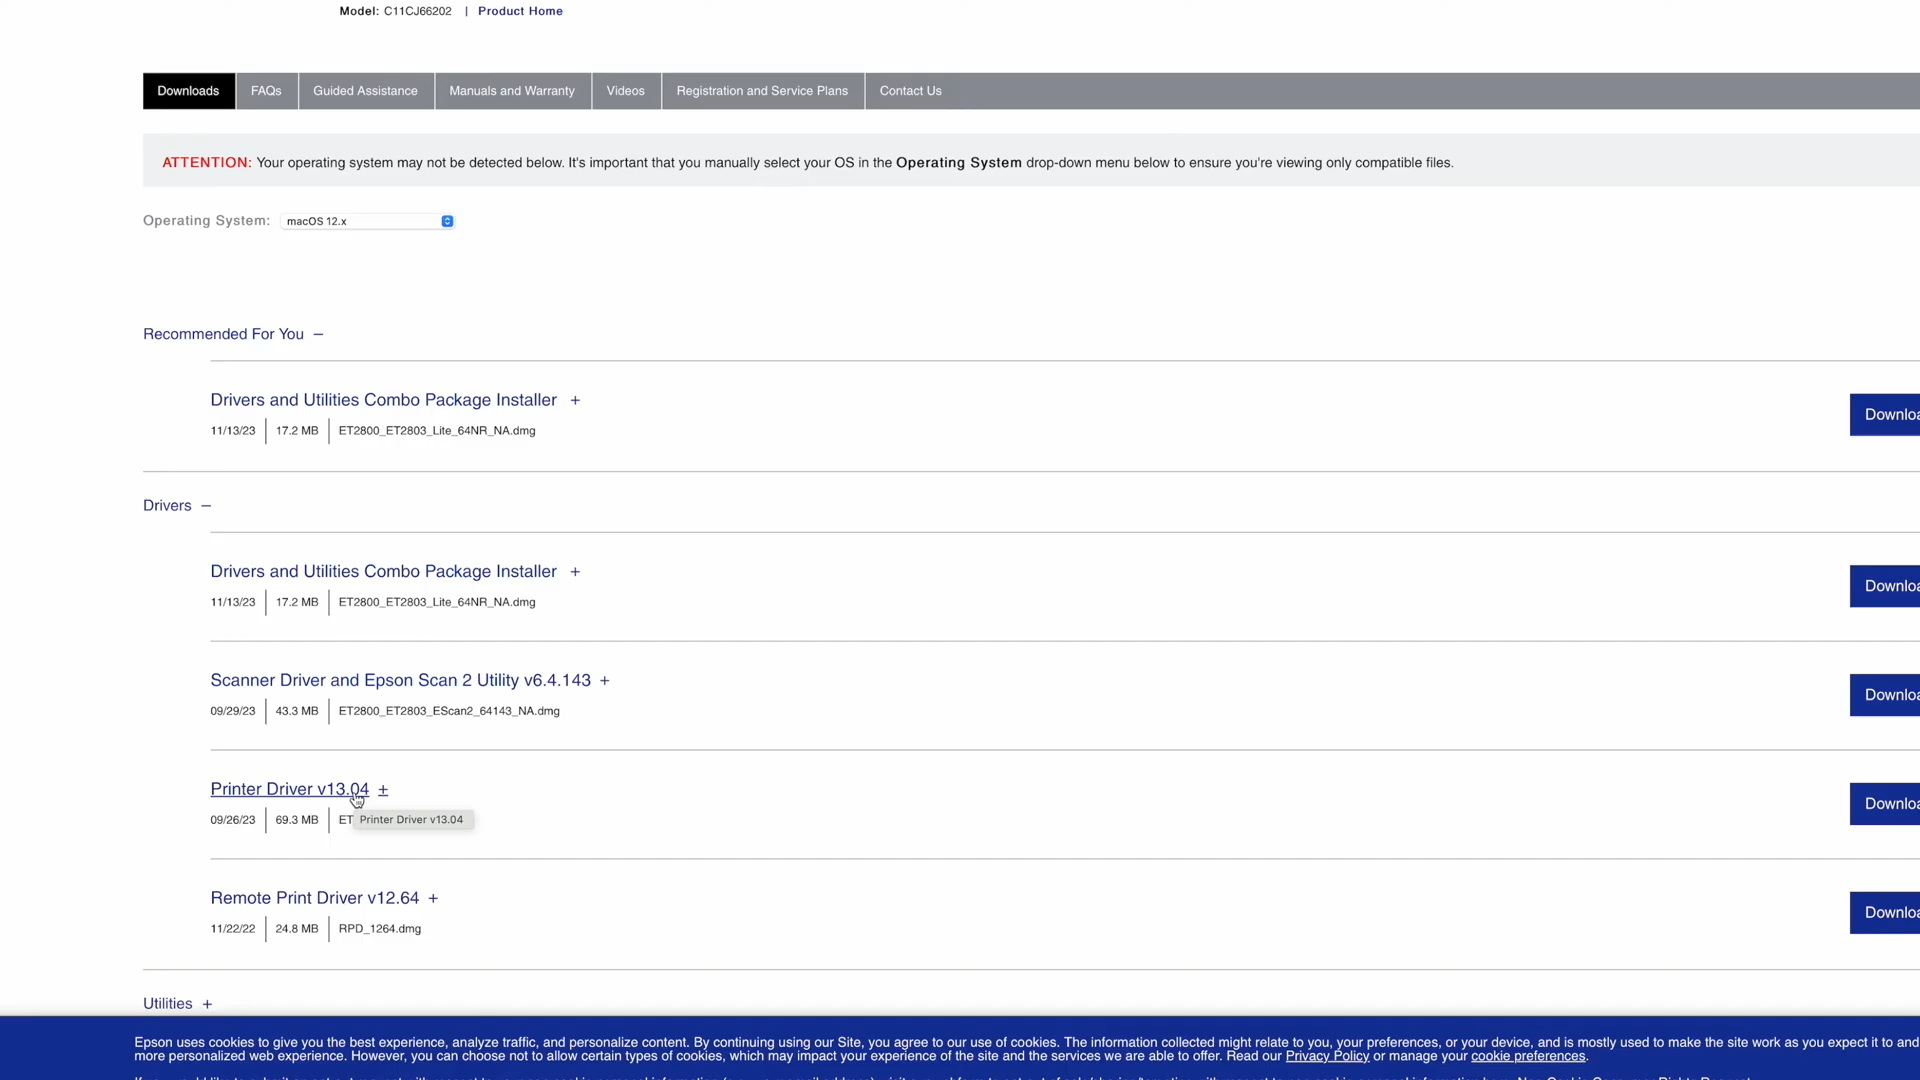 Model: C11CJ66202 | Product Home
Downloads FAQs Guided Assistance Manuals and Warranty Videos Registration and Service Plans Contact Us
ATTENTION: Your operating system may not be detected below. It's important that you manually select your OS in the Operating System drop-down menu below to ensure you're viewing only compatible files.
Operating System: macOS 12.x
Recommended For You −
Drivers and Utilities Combo Package Installer +
11/13/23 | 17.2 MB | ET2800_ET2803_Lite_64NR_NA.dmg
Downloa
Drivers −
Drivers and Utilities Combo Package Installer +
11/13/23 | 17.2 MB | ET2800_ET2803_Lite_64NR_NA.dmg
Downloa
Scanner Driver and Epson Scan 2 Utility v6.4.143 +
09/29/23 | 43.3 MB | ET2800_ET2803_EScan2_64143_NA.dmg
Downloa
Printer Driver v13.04 +
09/26/23 | 69.3 MB | ET
Printer Driver v13.04
Downloa
Remote Print Driver v12.64 +
11/22/22 | 24.8 MB | RPD_1264.dmg
Downloa
Utilities +
Epson uses cookies to give you the best experience, analyze traffic, and personalize content. By continuing using our Site, you agree to our use of cookies. The information collected might relate to you, your preferences, or your device, and is mostly used to make the site work as you expect it to and
more personalized web experience. However, you can choose not to allow certain types of cookies, which may impact your experience of the site and the services we are able to offer. Read our Privacy Policy or manage your cookie preferences.